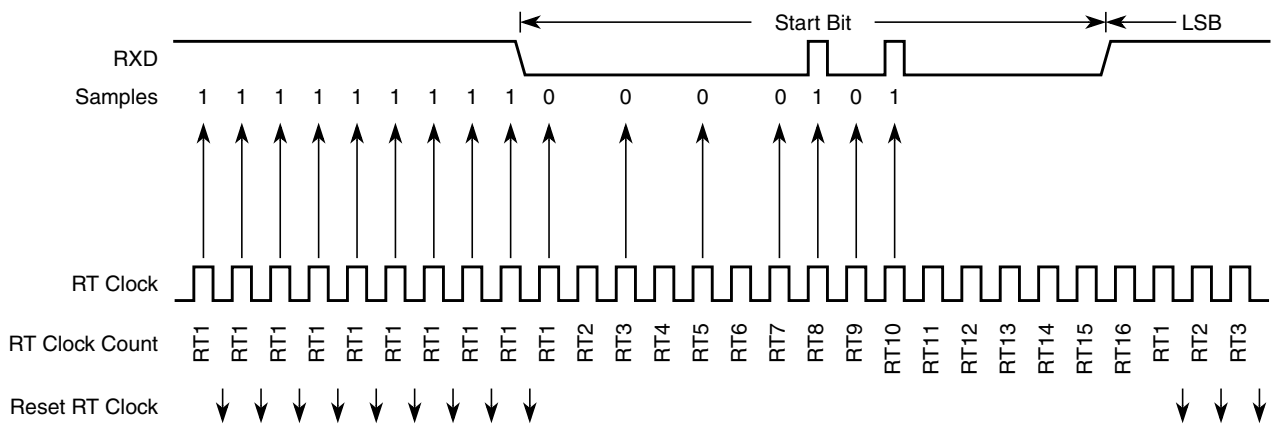 Start Bit LSB
RXD
Samples 1 1 1 1 1 1 1 1 1 0 0 0 0 1 0 1
RT Clock
RT Clock Count RT1 RT1 RT1 RT1 RT1 RT1 RT1 RT1 RT1 RT1 RT2 RT3 RT4 RT5 RT6 RT7 RT8 RT9 RT10 RT11 RT12 RT13 RT14 RT15 RT16 RT1 RT2 RT3
Reset RT Clock